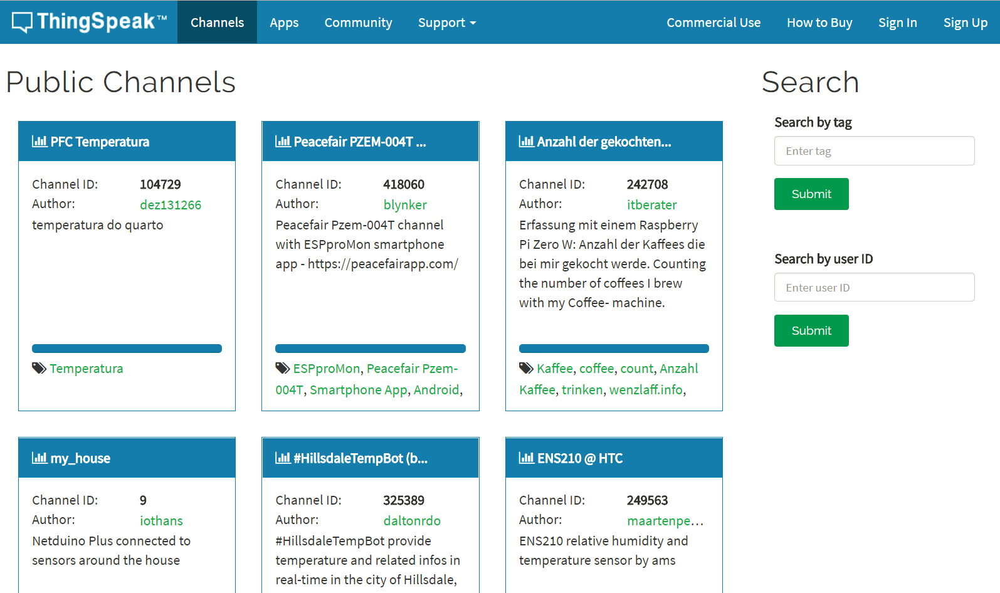 ThingSpeak™ Channels Apps Community Support Commercial Use How to Buy Sign In Sign Up
Public Channels
PFC Temperatura
Channel ID: 104729
Author: dez131266
temperatura do quarto
Temperatura
Peacefair PZEM-004T ...
Channel ID: 418060
Author: blynker
Peacefair Pzem-004T channel
with ESPproMon smartphone
app - https://peacefairapp.com/
ESPproMon, Peacefair Pzem-
004T, Smartphone App, Android,
Anzahl der gekochten...
Channel ID: 242708
Author: itberater
Erfassung mit einem Raspberry
Pi Zero W: Anzahl der Kaffees die
bei mir gekocht werde. Counting
the number of coffees I brew
with my Coffee- machine.
Kaffee, coffee, count, Anzahl
Kaffee, trinken, wenzlaff.info,
my_house
Channel ID: 9
Author: iothans
Netduino Plus connected to
sensors around the house
#HillsdaleTempBot (b...
Channel ID: 325389
Author: daltonrdo
#HillsdaleTempBot provide
temperature and related infos in
real-time in the city of Hillsdale,
ENS210 @ HTC
Channel ID: 249563
Author: maartenpe...
ENS210 relative humidity and
temperature sensor by ams
Search
Search by tag
Enter tag
Submit
Search by user ID
Enter user ID
Submit